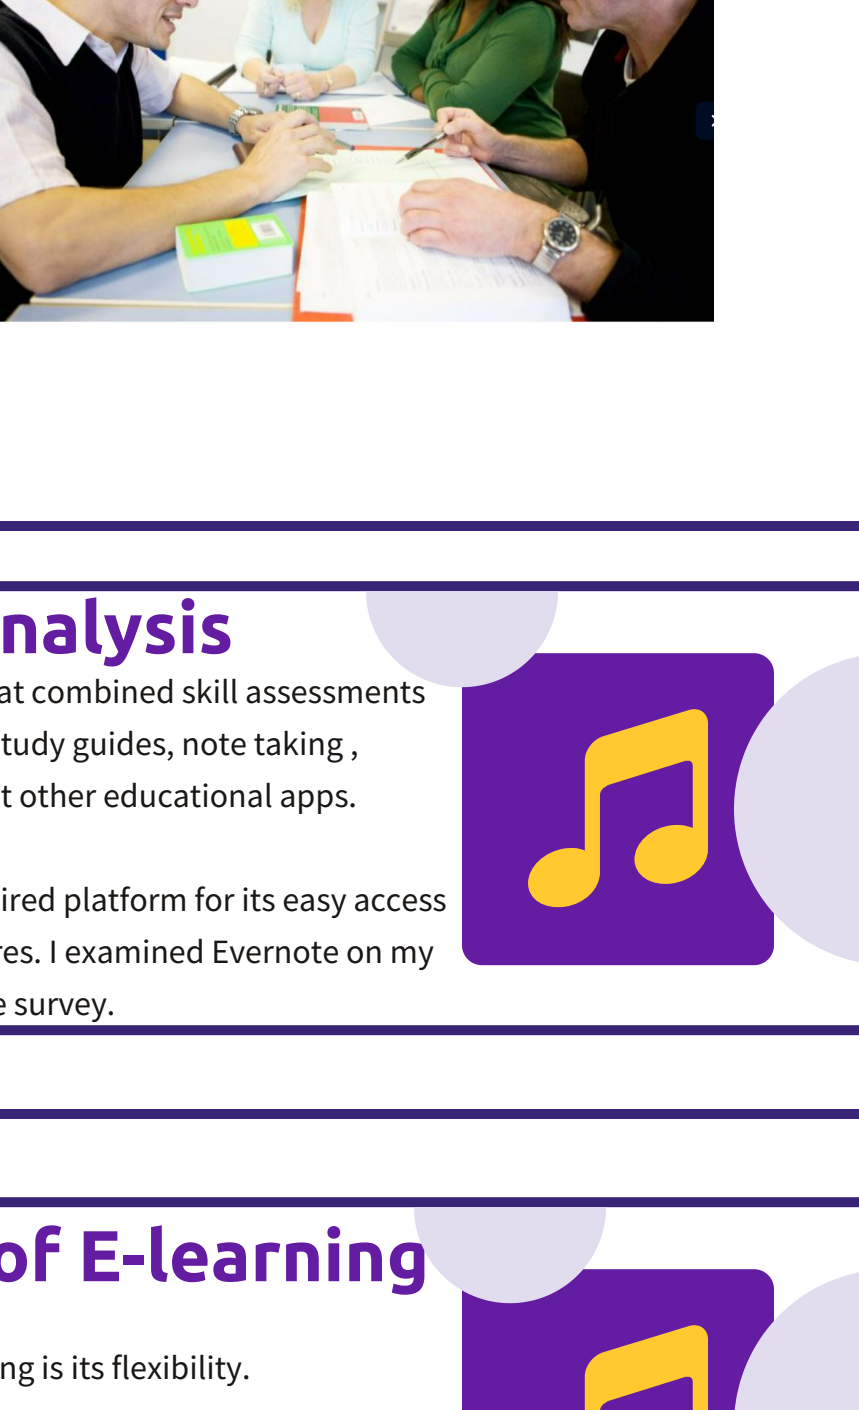 nalysis
at combined skill assessments
tudy guides, note taking ,
t other educational apps.
ired platform for its easy access
res. I examined Evernote on my
e survey.
of E-learning
ng is its flexibility.